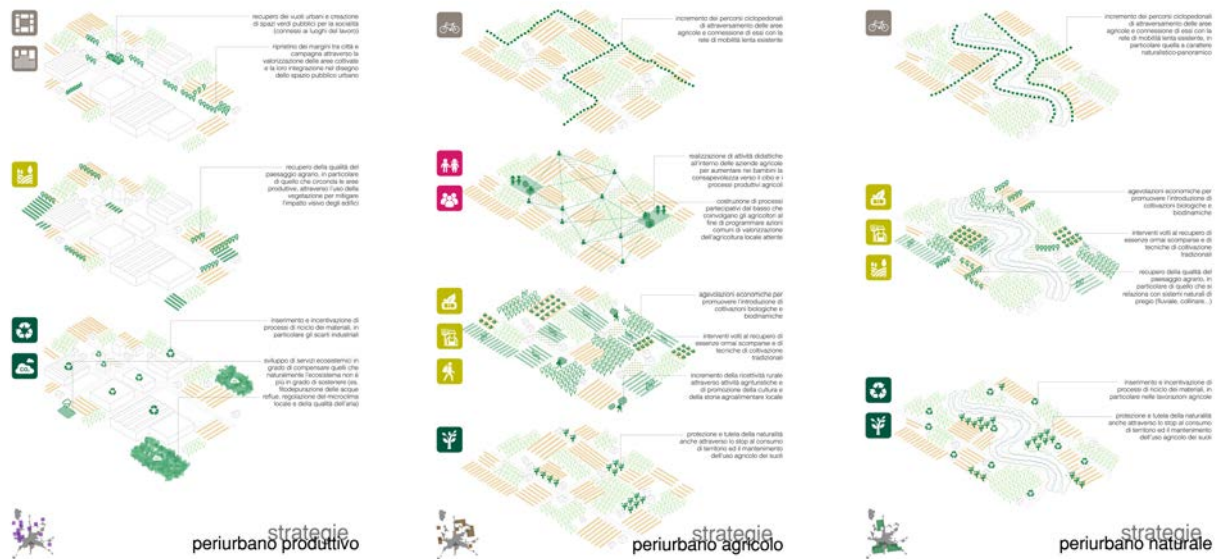 recupero dei vuoti urbani e creazione
di spazi verdi pubblici per la socialità
(connessi ai luoghi del lavoro)
ripristino dei margini tra città e
campagna attraverso la
valorizzazione delle aree coltivate
e la loro integrazione nel disegno
dello spazio pubblico urbano
recupero della qualità del
paesaggio agrario, in particolare
di quello che circonda le aree
produttive, attraverso l'uso della
vegetazione per mitigare
l'impatto visivo degli edifici
inserimento e incentivazione di
processi di riciclo dei materiali, in
particolare gli scarti industriali
CO₂
sviluppo di servizi ecosistemici in
grado di compensare quelli che
naturalmente l'ecosistema non è
più in grado di sostenere (es.
fitodepurazione delle acque
reflue, regolazione del microclima
locale e della qualità dell'aria)
strategie
periurbano produttivo
incremento dei percorsi ciclopedonali
di attraversamento delle aree
agricole e connessione di essi con la
rete di mobilità lenta esistente
realizzazione di attività didattiche
all'interno delle aziende agricole
per aumentare nei bambini la
consapevolezza verso il cibo e i
processi produttivi agricoli
costruzione di processi
partecipativi dal basso che
coinvolgano gli agricoltori al
fine di programmare azioni
comuni di valorizzazione
dell'agricoltura locale attente
agevolazioni economiche per
promuovere l'introduzione di
coltivazioni biologiche e
biodinamiche
interventi volti al recupero di
essenze ormai scomparse e di
tecniche di coltivazione
tradizionali
incremento della ricettività rurale
attraverso attività agrituristiche e
di promozione della cultura e
della storia agroalimentare locale
protezione e tutela della naturalità
anche attraverso lo stop al consumo
di territorio ed il mantenimento
dell'uso agricolo dei suoli
strategie
periurbano agricolo
incremento dei percorsi ciclopedonali
di attraversamento delle aree
agricole e connessione di essi con la
rete di mobilità lenta esistente, in
particolare quella a carattere
naturalistico-panoramico
agevolazioni economiche per
promuovere l'introduzione di
coltivazioni biologiche e
biodinamiche
interventi volti al recupero di
essenze ormai scomparse e di
tecniche di coltivazione
tradizionali
recupero della qualità del
paesaggio agrario, in
particolare di quello che si
relaziona con sistemi naturali di
pregio (fluviale, collinare...)
inserimento e incentivazione di
processi di riciclo dei materiali, in
particolare nelle lavorazioni agricole
protezione e tutela della naturalità
anche attraverso lo stop al consumo
di territorio ed il mantenimento
dell'uso agricolo dei suoli
strategie
periurbano naturale